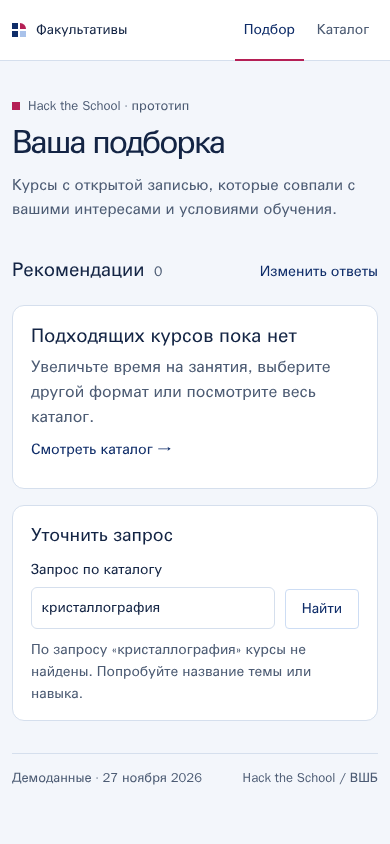 Факультативы
Подбор
Каталог
Hack the School · прототип
Ваша подборка
Курсы с открытой записью, которые совпали с
вашими интересами и условиями обучения.
Рекомендации 0
Изменить ответы
Подходящих курсов пока нет
Увеличьте время на занятия, выберите
другой формат или посмотрите весь
каталог.
Смотреть каталог →
Уточнить запрос
Запрос по каталогу
кристаллография
Найти
По запросу «кристаллография» курсы не
найдены. Попробуйте название темы или
навыка.
Демоданные · 27 ноября 2026
Hack the School / ВШБ